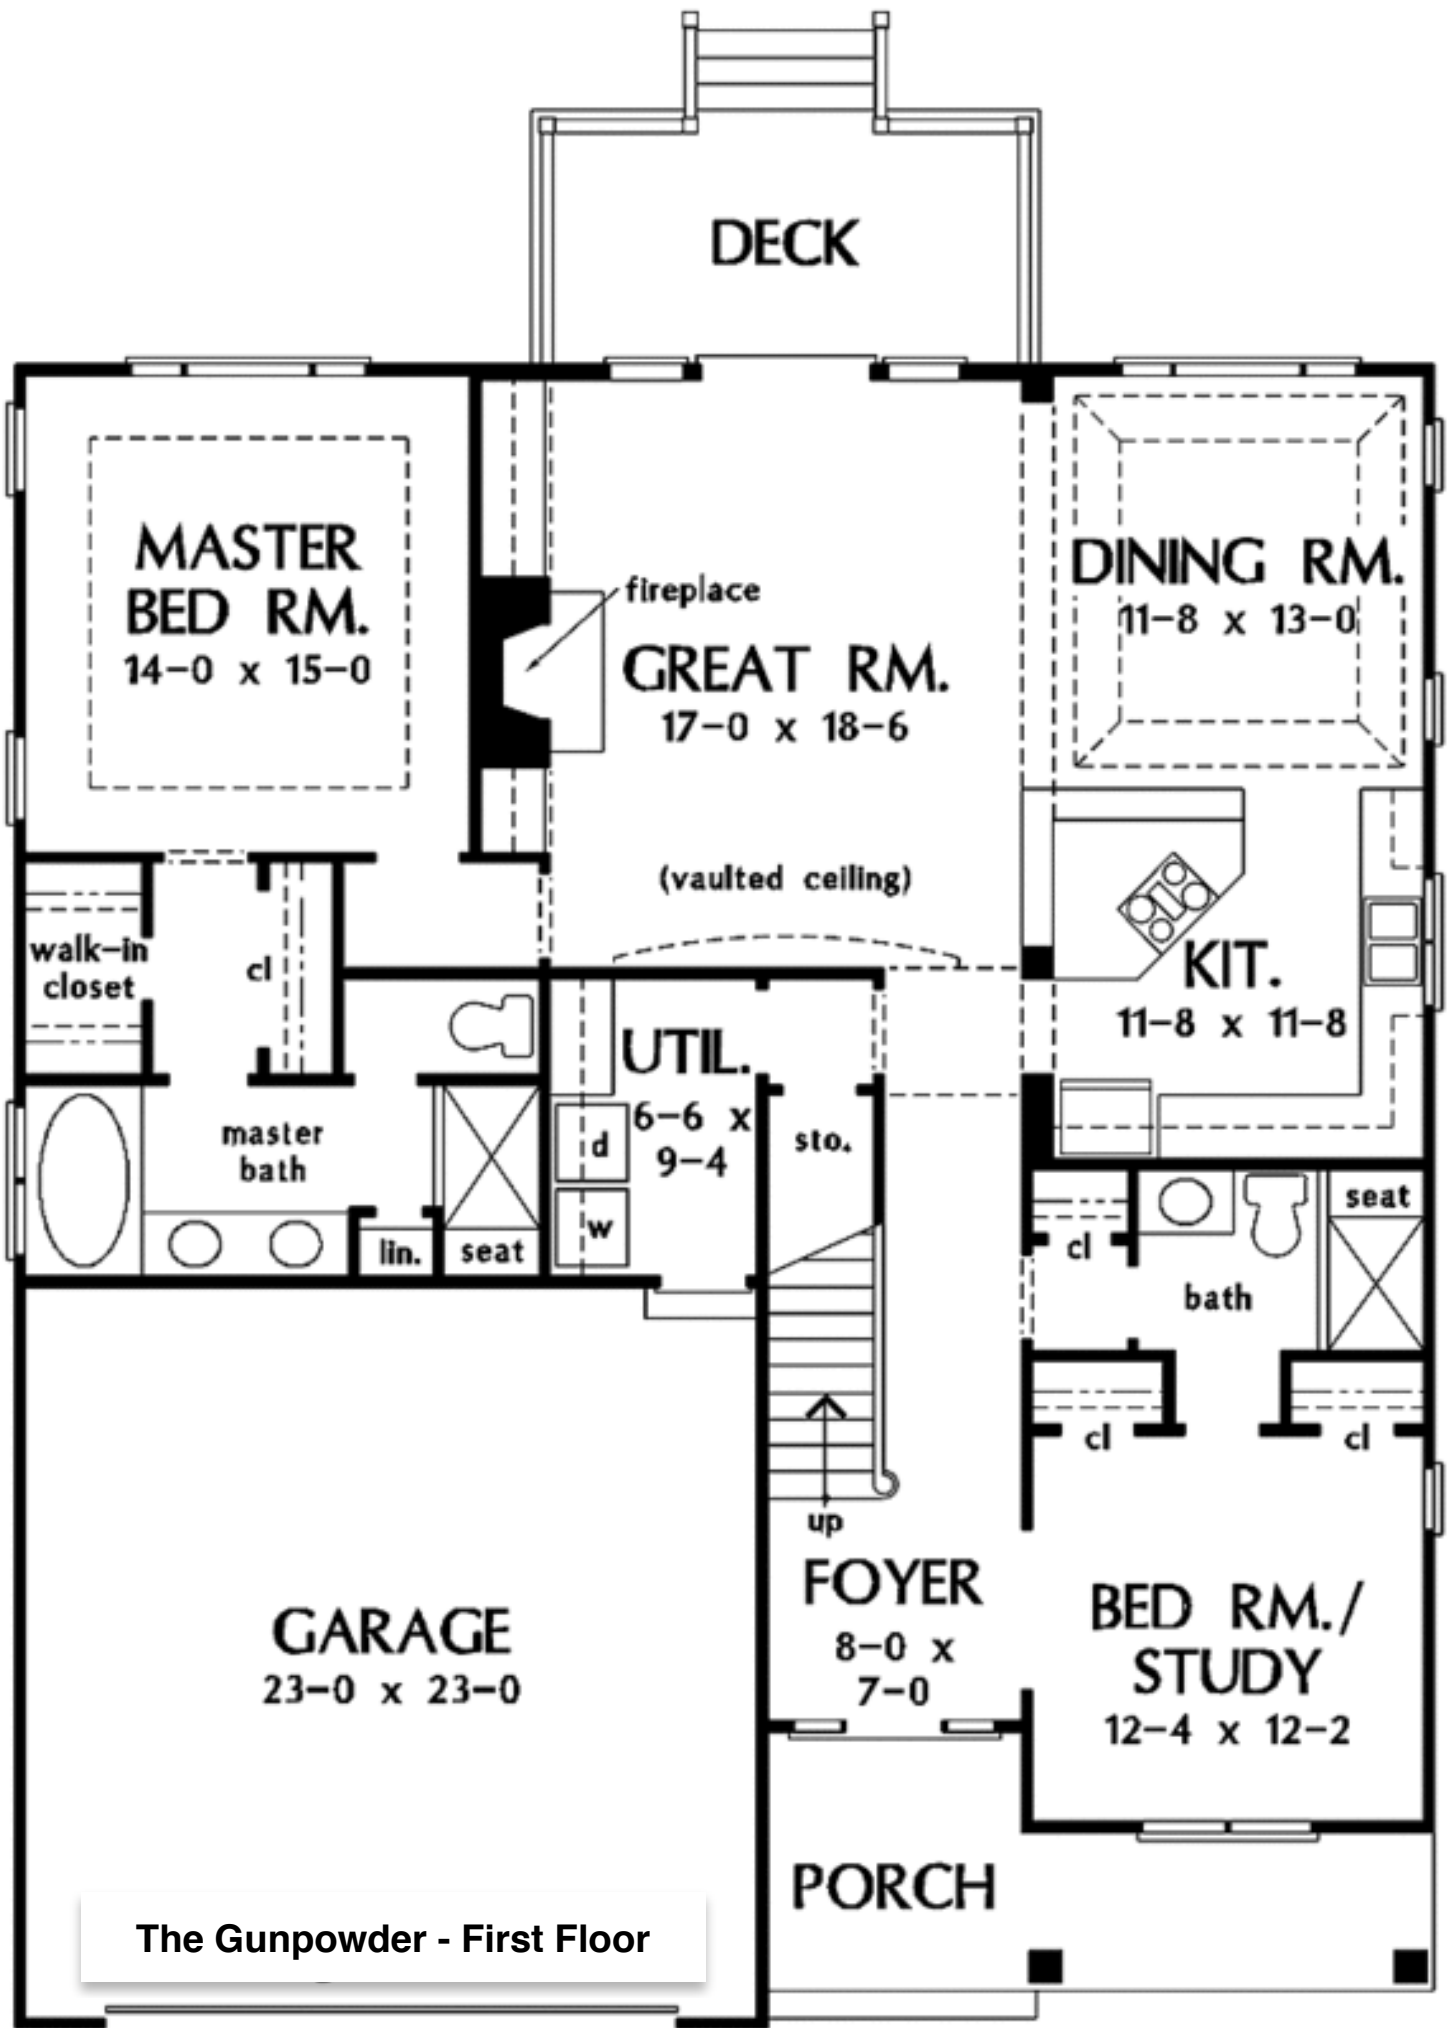 DECK
MASTER
BED RM.
14-0 x 15-0
fireplace
GREAT RM.
17-0 x 18-6
DINING RM.
11-8 x 13-0
(vaulted ceiling)
walk-in
closet
cl
KIT.
11-8 x 11-8
UTIL.
6-6 x
9-4
d
w
sto.
master
bath
lin.
seat
cl
seat
bath
cl
cl
up
FOYER
8-0 x
7-0
GARAGE
23-0 x 23-0
BED RM./
STUDY
12-4 x 12-2
PORCH
The Gunpowder - First Floor